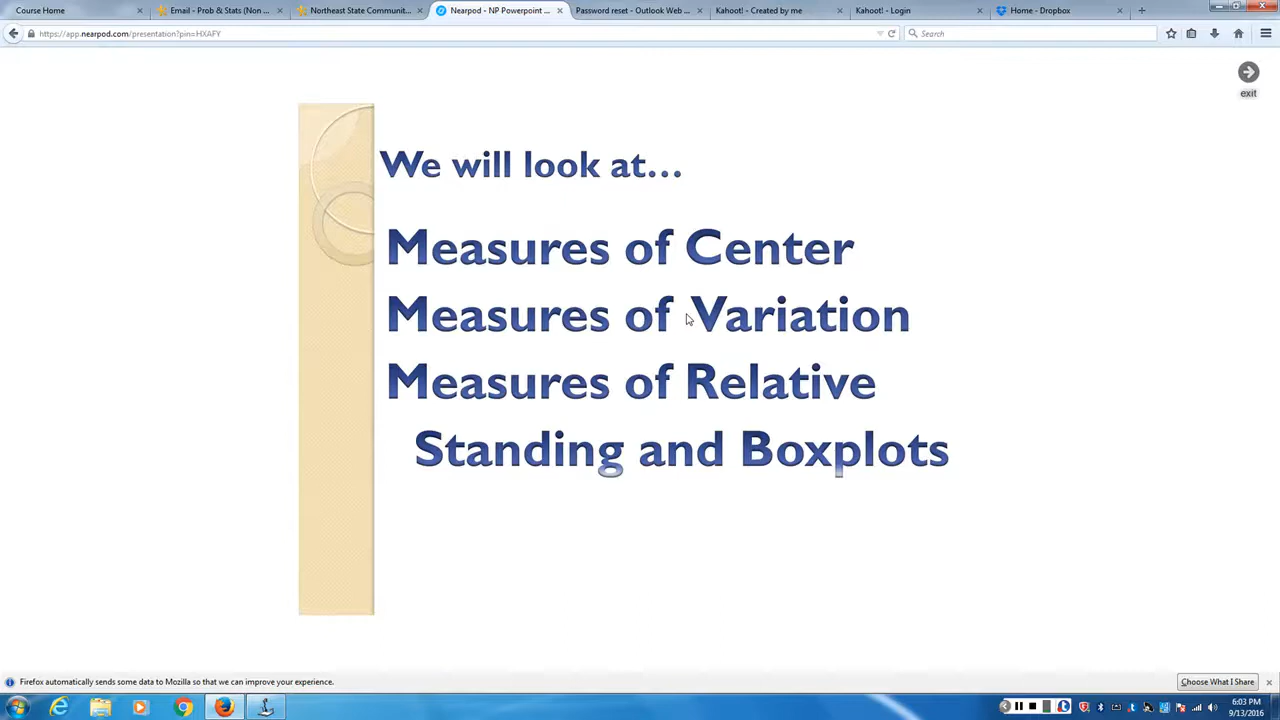 Course Home
Email - Prob & Stats (Non ...
Northeast State Communit...
Nearpod - NP Powerpoint ...
Password reset - Outlook Web ...
Kahoot! - Created by me
Kahoot! - Login
Home - Dropbox
https://app.nearpod.com/presentation?pin=HXAFY
Search
exit
We will look at...
Measures of Center
Measures of Variation
Measures of Relative
Standing and Boxplots
Firefox automatically sends some data to Mozilla so that we can improve your experience.
Choose What I Share
6:03 PM
9/13/2016